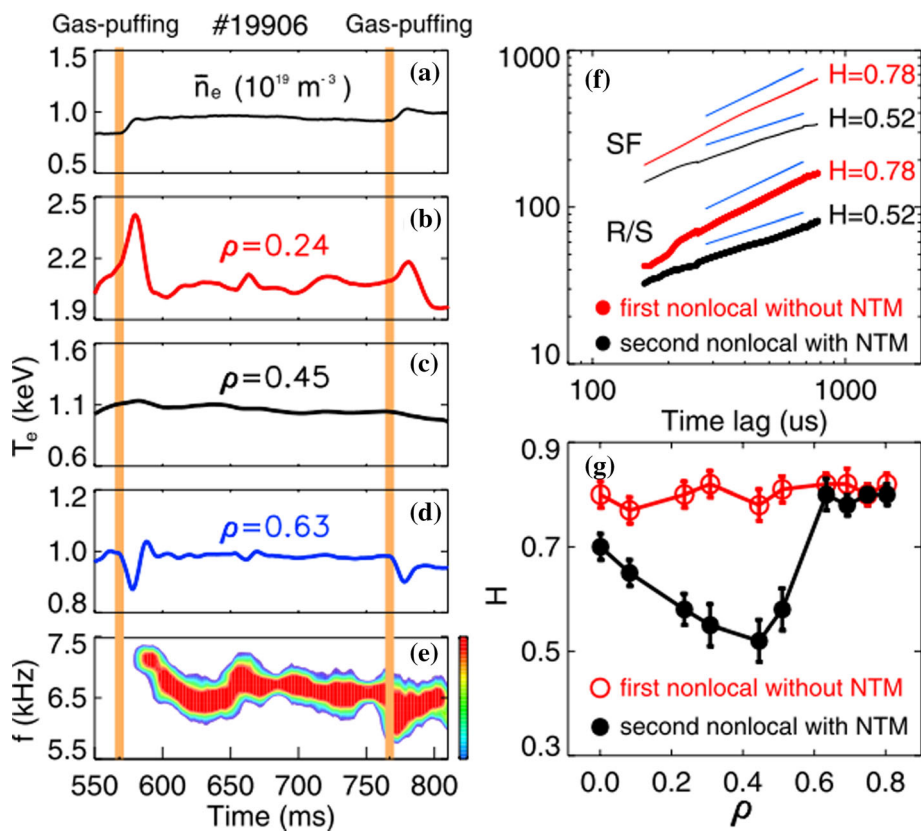 Gas-puffing #19906 Gas-puffing
(a)
n̄e (10¹⁹ m⁻³)
1.5
1.0
0.5
(b)
2.5
2.2
1.9
ρ=0.24
(c)
1.6
1.1
0.6
ρ=0.45
Te (keV)
(d)
1.2
1.0
0.8
ρ=0.63
(e)
7.5
6.5
5.5
f (kHz)
550 600 650 700 750 800
Time (ms)
(f)
1000
100
10
H=0.78
SF
H=0.52
H=0.78
R/S
H=0.52
first nonlocal without NTM
second nonlocal with NTM
100 1000
Time lag (us)
(g)
0.9
0.7
0.5
0.3
H
first nonlocal without NTM
second nonlocal with NTM
0.0 0.2 0.4 0.6 0.8
ρ